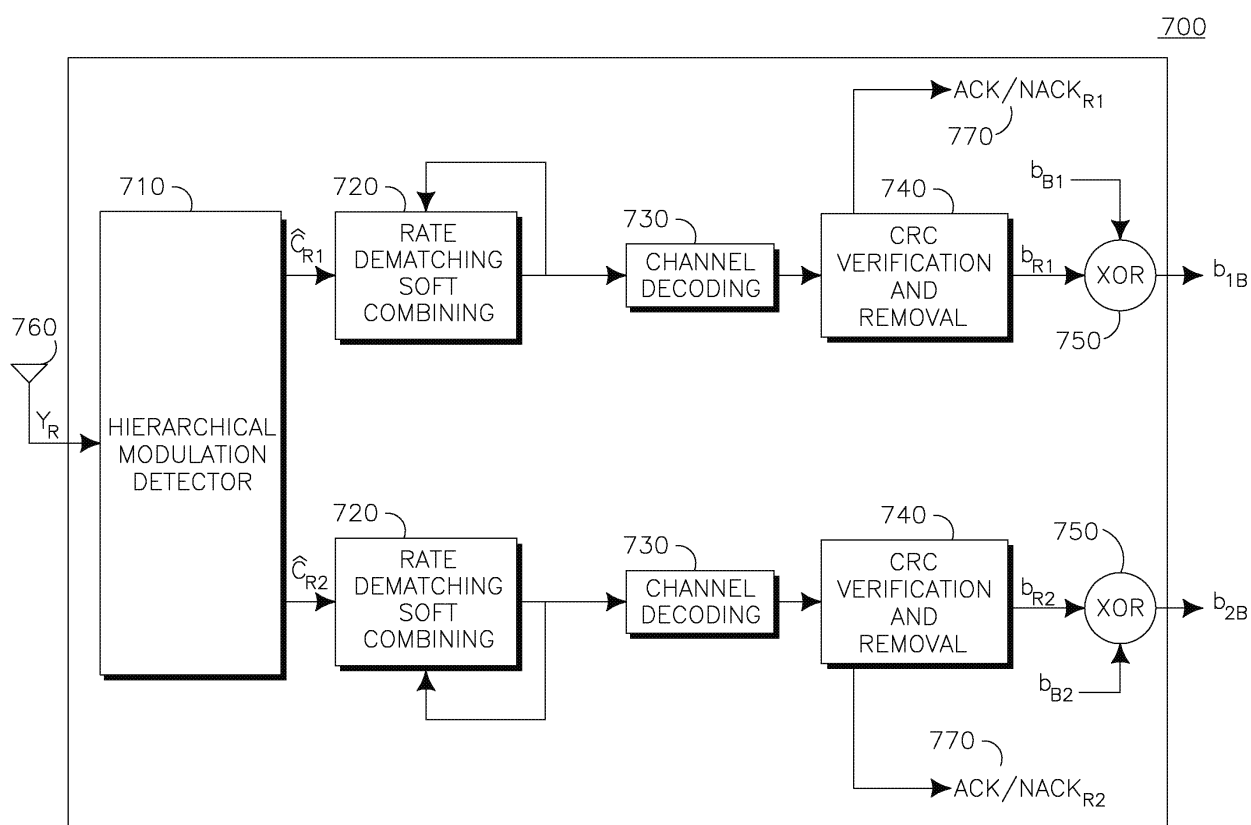 700
ACK/NACK_R1
770
710
720
740
b_B1
730
Ĉ_R1
RATE
DEMATCHING
SOFT
COMBINING
CHANNEL
DECODING
CRC
VERIFICATION
AND
REMOVAL
b_R1
XOR
b_1B
750
760
Y_R
HIERARCHICAL
MODULATION
DETECTOR
720
740
750
730
Ĉ_R2
RATE
DEMATCHING
SOFT
COMBINING
CHANNEL
DECODING
CRC
VERIFICATION
AND
REMOVAL
b_R2
XOR
b_2B
b_B2
770
ACK/NACK_R2